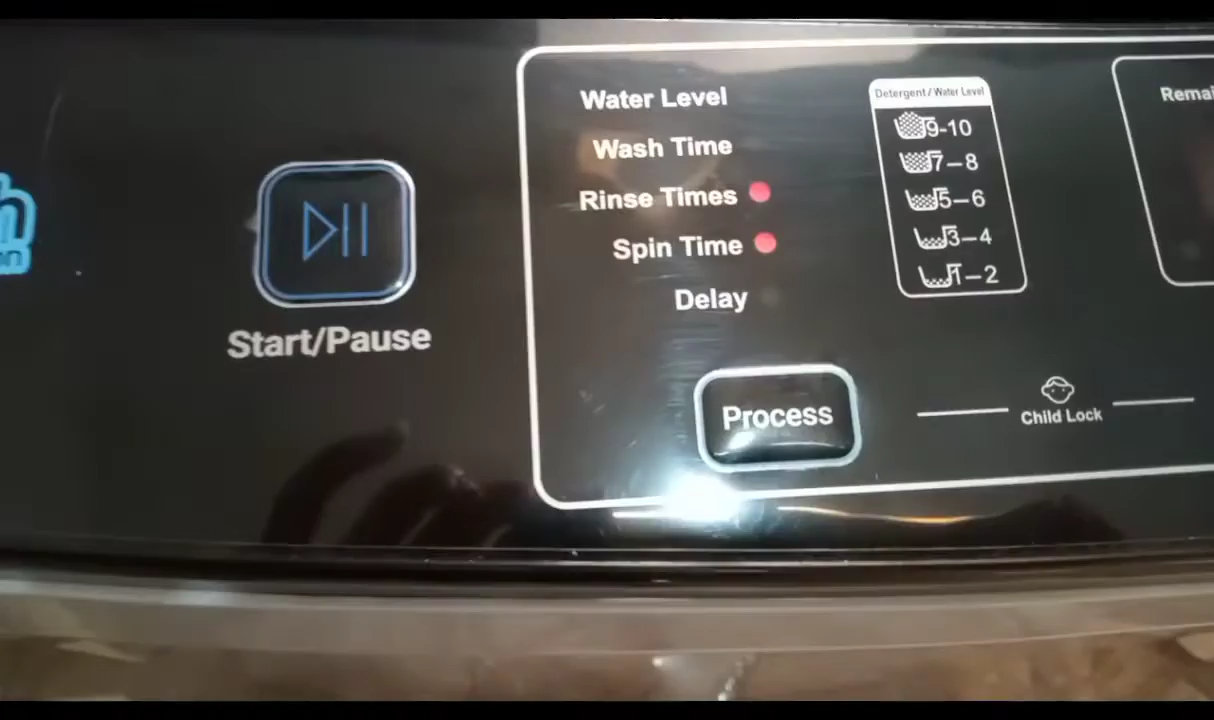 Water Level
Wash Time
Rinse Times
Spin Time
Delay
Process
Start/Pause
Detergent/Water Level
9-10
7–8
5–6
3–4
1–2
Child Lock